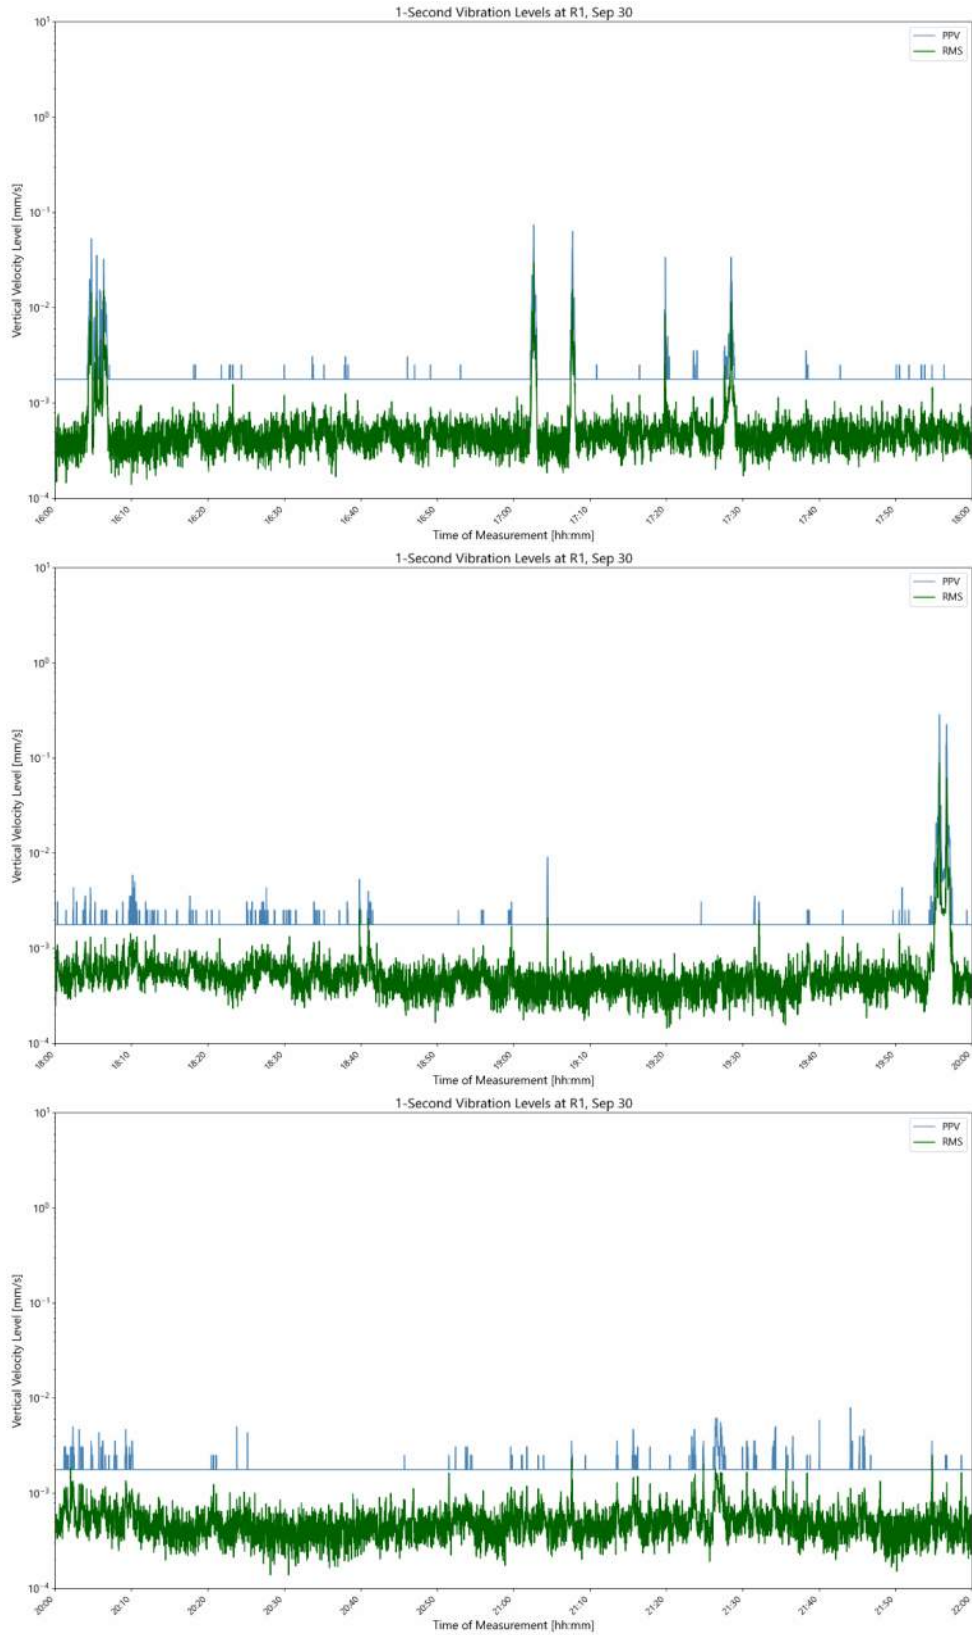 1-Second Vibration Levels at R1, Sep 30
10¹
PPV
RMS
10⁰
10⁻¹
10⁻²
10⁻³
10⁻⁴
Vertical Velocity Level [mm/s]
16:00 16:10 16:20 16:30 16:40 16:50 17:00 17:10 17:20 17:30 17:40 17:50 18:00
Time of Measurement [hh:mm]
1-Second Vibration Levels at R1, Sep 30
10¹
PPV
RMS
10⁰
10⁻¹
10⁻²
10⁻³
10⁻⁴
Vertical Velocity Level [mm/s]
18:00 18:10 18:20 18:30 18:40 18:50 19:00 19:10 19:20 19:30 19:40 19:50 20:00
Time of Measurement [hh:mm]
1-Second Vibration Levels at R1, Sep 30
10¹
PPV
RMS
10⁰
10⁻¹
10⁻²
10⁻³
10⁻⁴
Vertical Velocity Level [mm/s]
20:00 20:10 20:20 20:30 20:40 20:50 21:00 21:10 21:20 21:30 21:40 21:50 22:00
Time of Measurement [hh:mm]